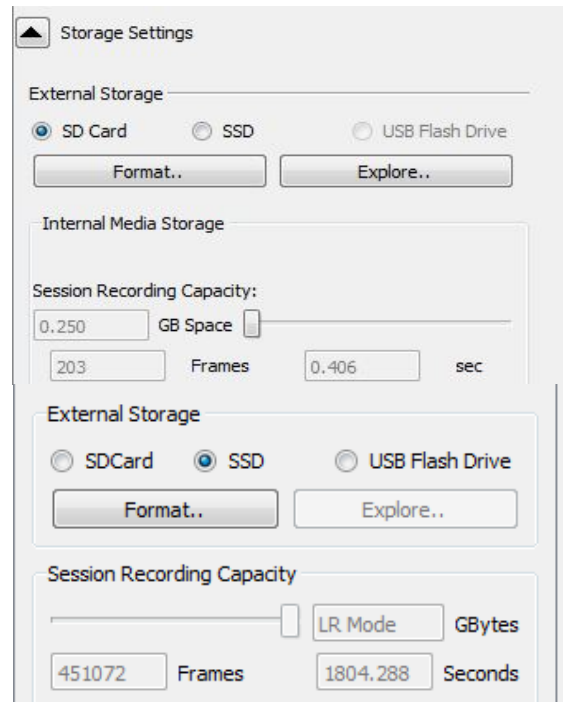 Storage Settings
External Storage
SD Card SSD USB Flash Drive
Format.. Explore..
Internal Media Storage
Session Recording Capacity:
0.250 GB Space
203 Frames 0.406 sec
External Storage
SDCard SSD USB Flash Drive
Format.. Explore..
Session Recording Capacity
LR Mode GBytes
451072 Frames 1804.288 Seconds